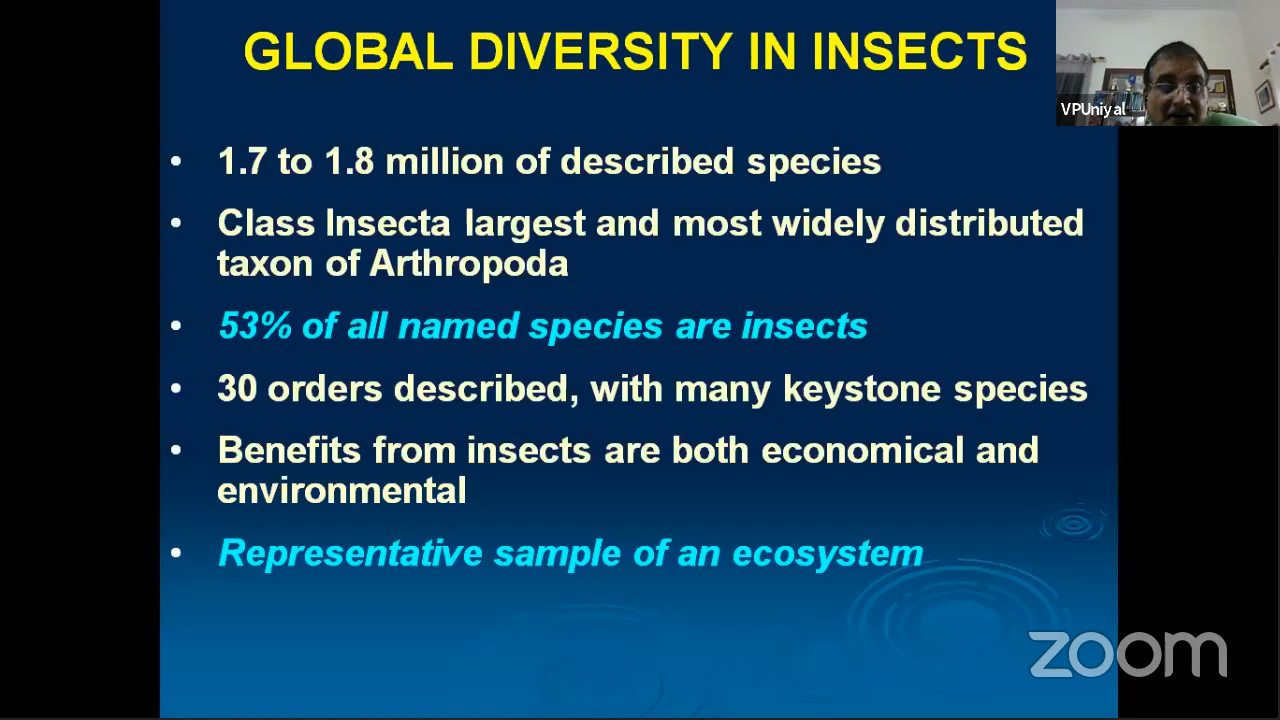 GLOBAL DIVERSITY IN INSECTS
VPUniyal
• 1.7 to 1.8 million of described species
• Class Insecta largest and most widely distributed
taxon of Arthropoda
• 53% of all named species are insects
• 30 orders described, with many keystone species
• Benefits from insects are both economical and
environmental
• Representative sample of an ecosystem
zoom